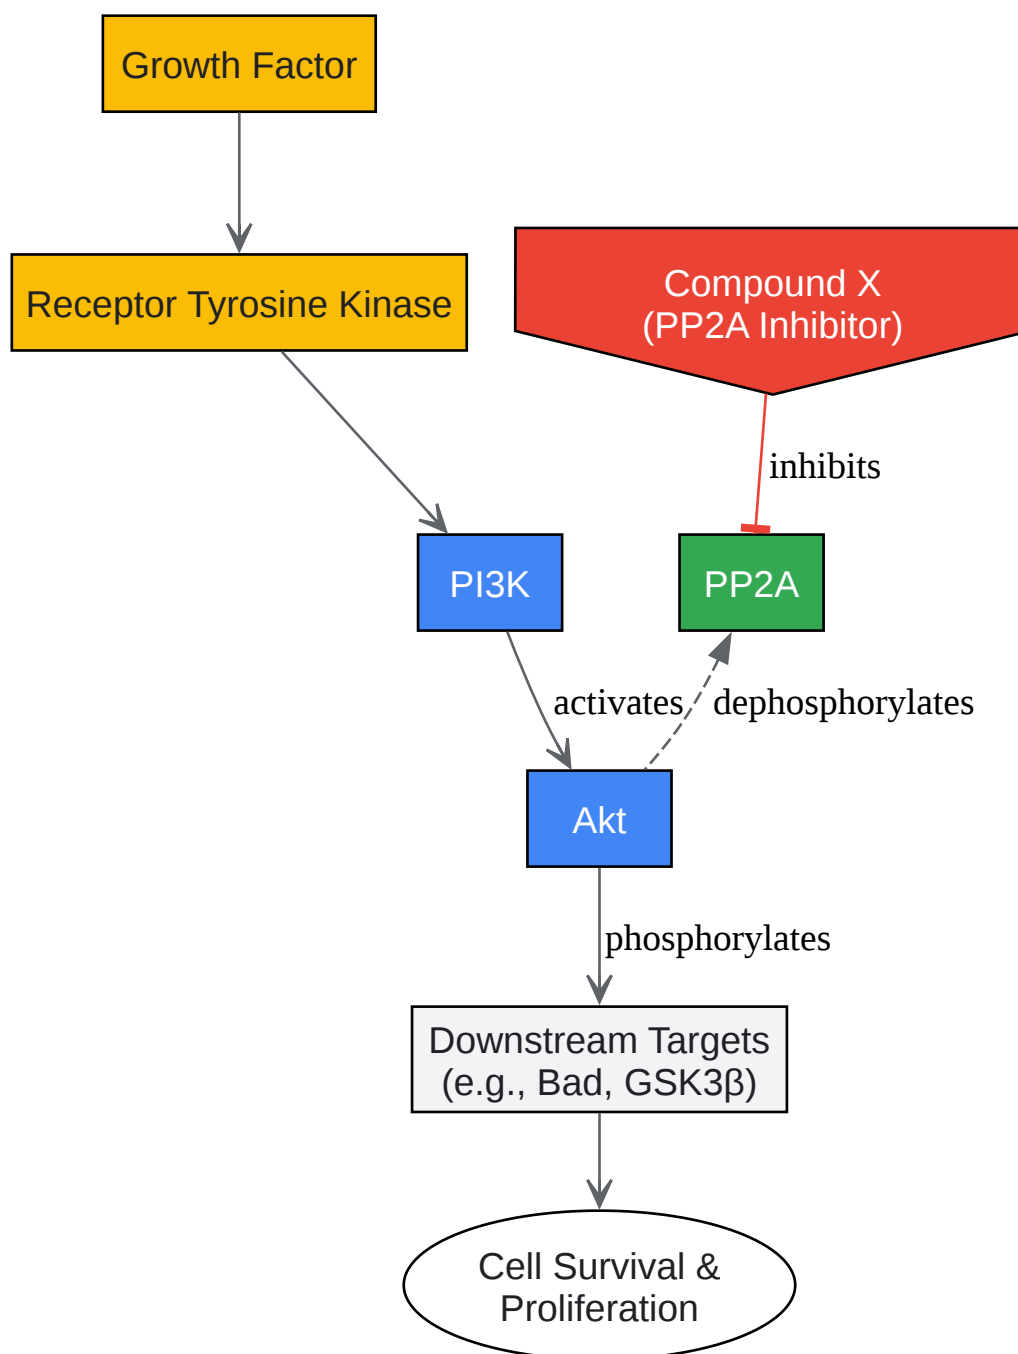 Growth Factor
Receptor Tyrosine Kinase
Compound X
(PP2A Inhibitor)
inhibits
PI3K
PP2A
activates
dephosphorylates
Akt
phosphorylates
Downstream Targets
(e.g., Bad, GSK3β)
Cell Survival &
Proliferation